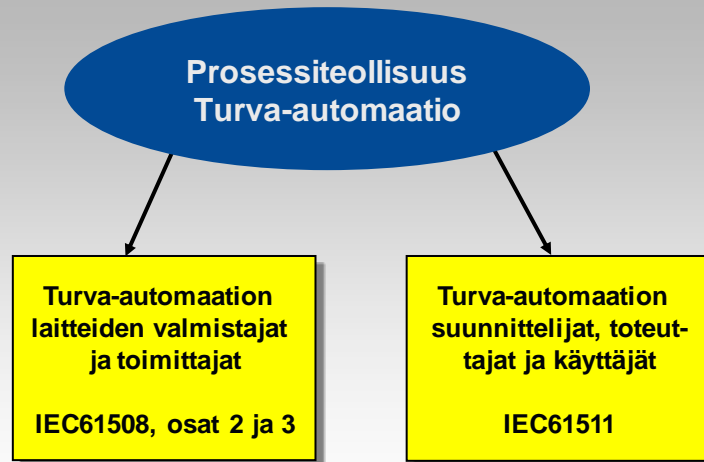 Prosessiteollisuus
Turva-automaatio
Turva-automaation
laitteiden valmistajat
ja toimittajat
IEC61508, osat 2 ja 3
Turva-automaation
suunnittelijat, toteut-
tajat ja käyttäjät
IEC61511